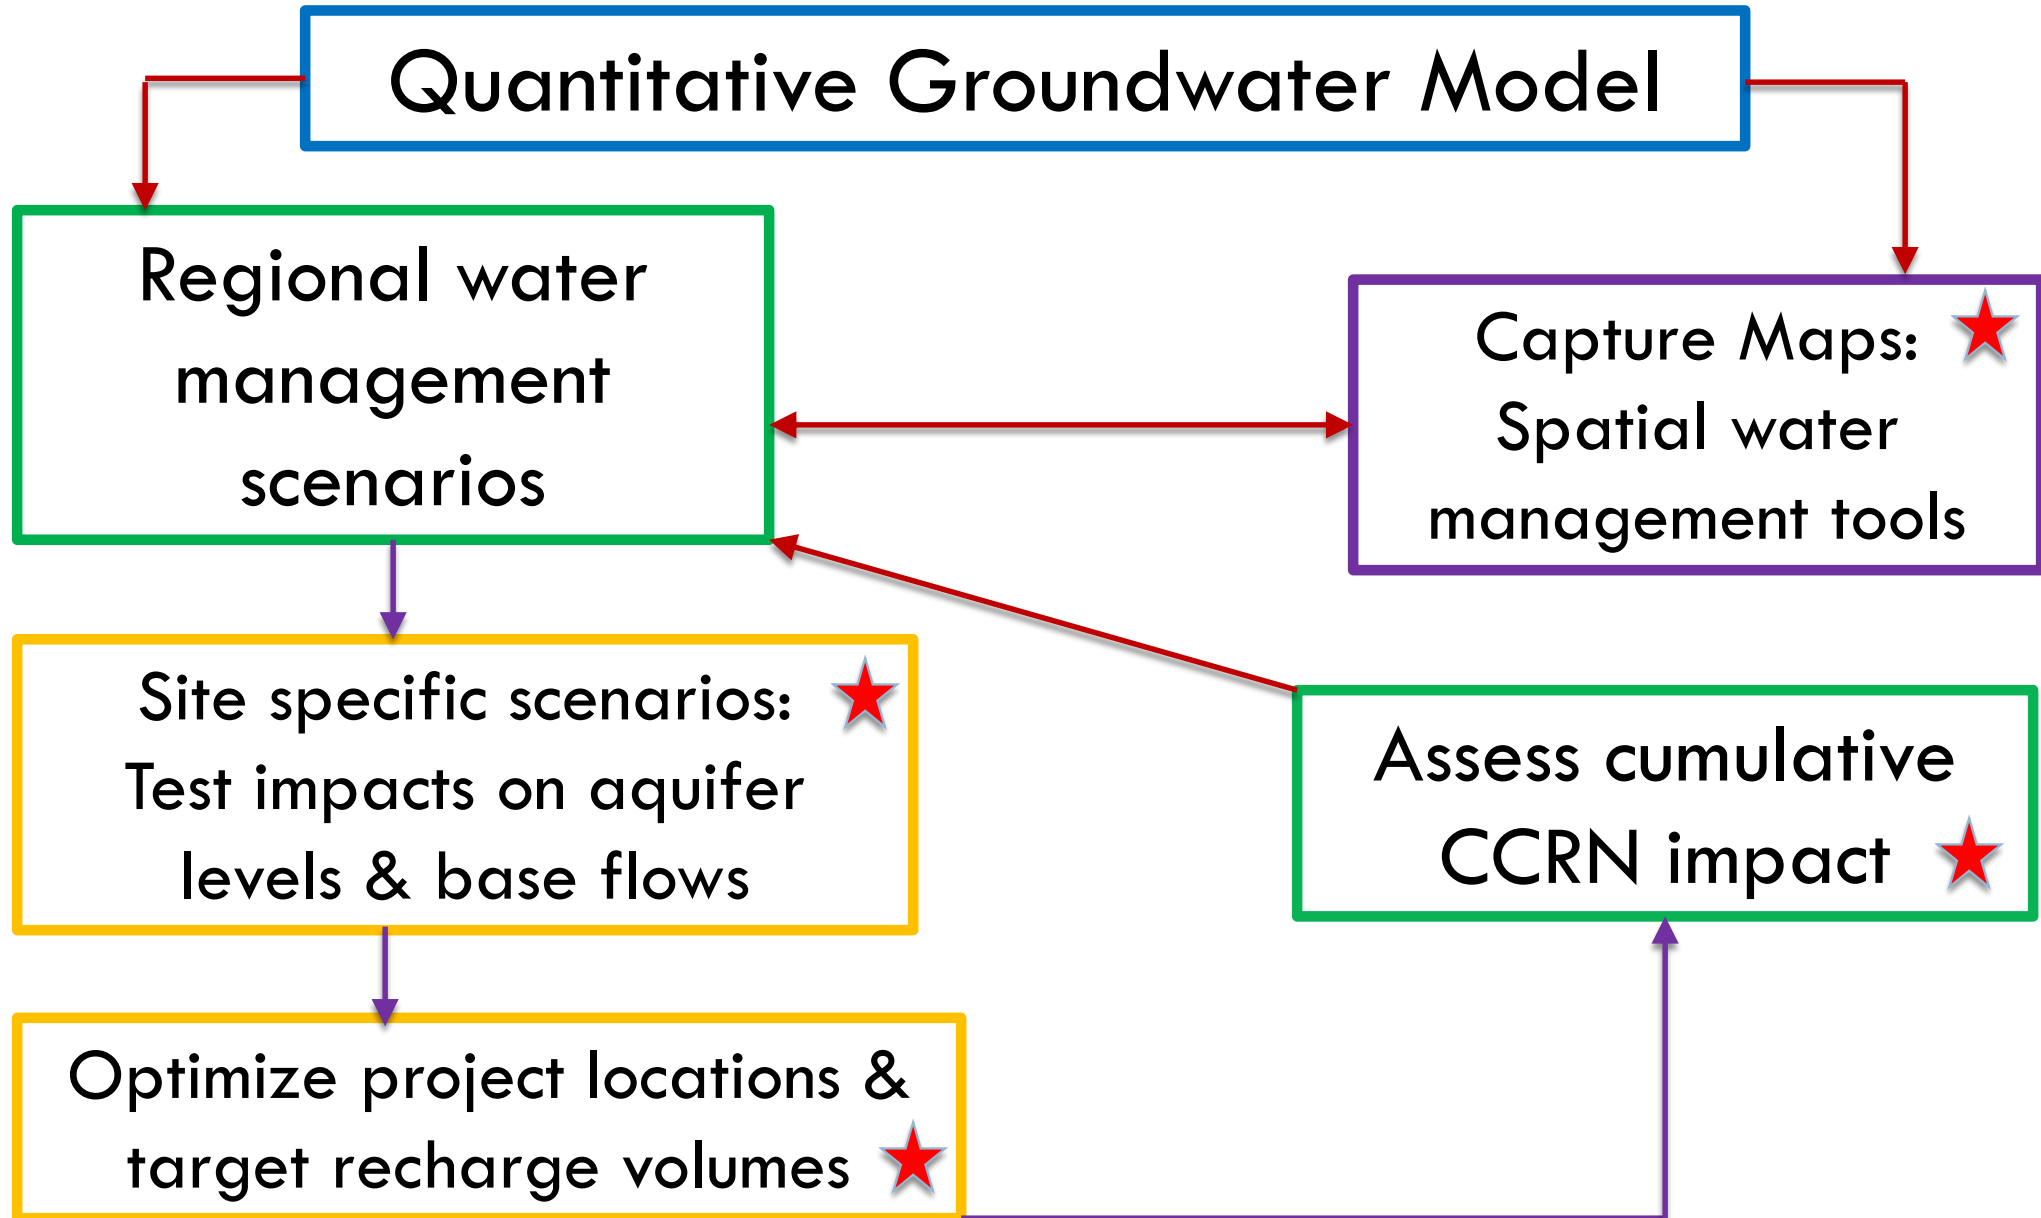 Quantitative Groundwater Model
Regional water
management
scenarios
Capture Maps:
Spatial water
management tools
Site specific scenarios:
Test impacts on aquifer
levels & base flows
Assess cumulative
CCRN impact
Optimize project locations &
target recharge volumes